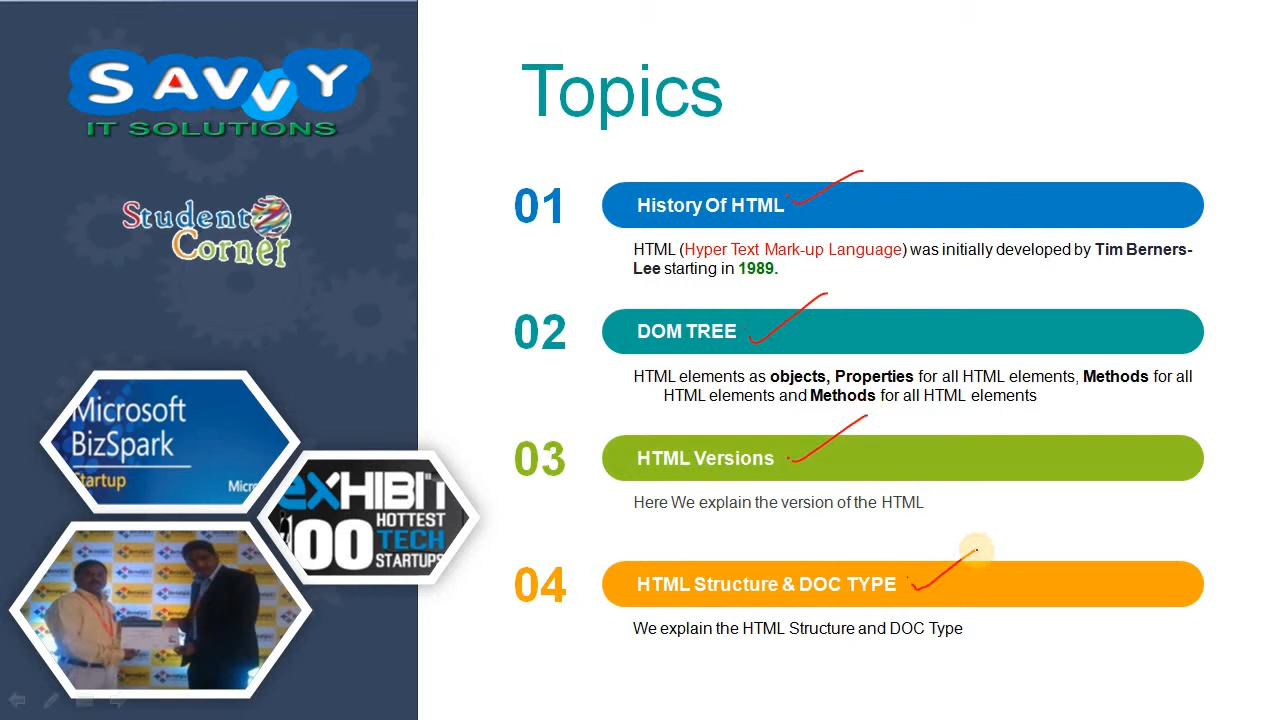 SAVVY
IT SOLUTIONS
Student
Corner
Microsoft
BizSpark
Startup
Micr
eXHIBIT
100 HOTTEST
TECH
STARTUPS
Topics
01
History Of HTML
HTML (Hyper Text Mark-up Language) was initially developed by Tim Berners-
Lee starting in 1989.
02
DOM TREE
HTML elements as objects, Properties for all HTML elements, Methods for all
HTML elements and Methods for all HTML elements
03
HTML Versions
Here We explain the version of the HTML
04
HTML Structure & DOC TYPE
We explain the HTML Structure and DOC Type